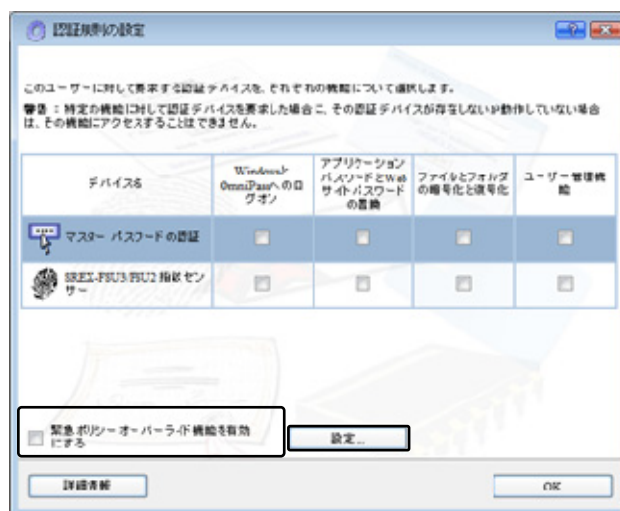 認証規則の設定
このユーザーに対して要求する認証デバイスを、それぞれの機能について選択します。
警告：特定の機能に対して認証デバイスを要求した場合に、その認証デバイスが存在しないや動作していない場合
は、その機能にアクセスすることはできません。
デバイス名
Windowsと
OmniPassへのロ
グオン
アプリケーション
パスワードとWeb
サイトパスワード
の置換
ファイルとフォルダ
の暗号化と復号化
ユーザー管理機
能
マスター パスワードの認証
SREX-FSU3/FSU2 指紋セン
サー
緊急ポリシーオーバーライド機能を有効
にする
設定...
詳細情報
OK